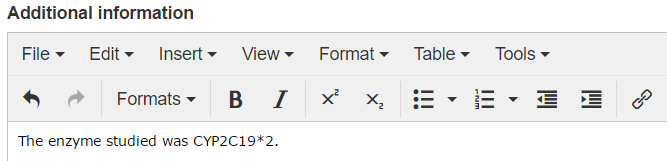 Additional information
File Edit Insert View Format Table Tools
Formats B I x² x₂
The enzyme studied was CYP2C19*2.